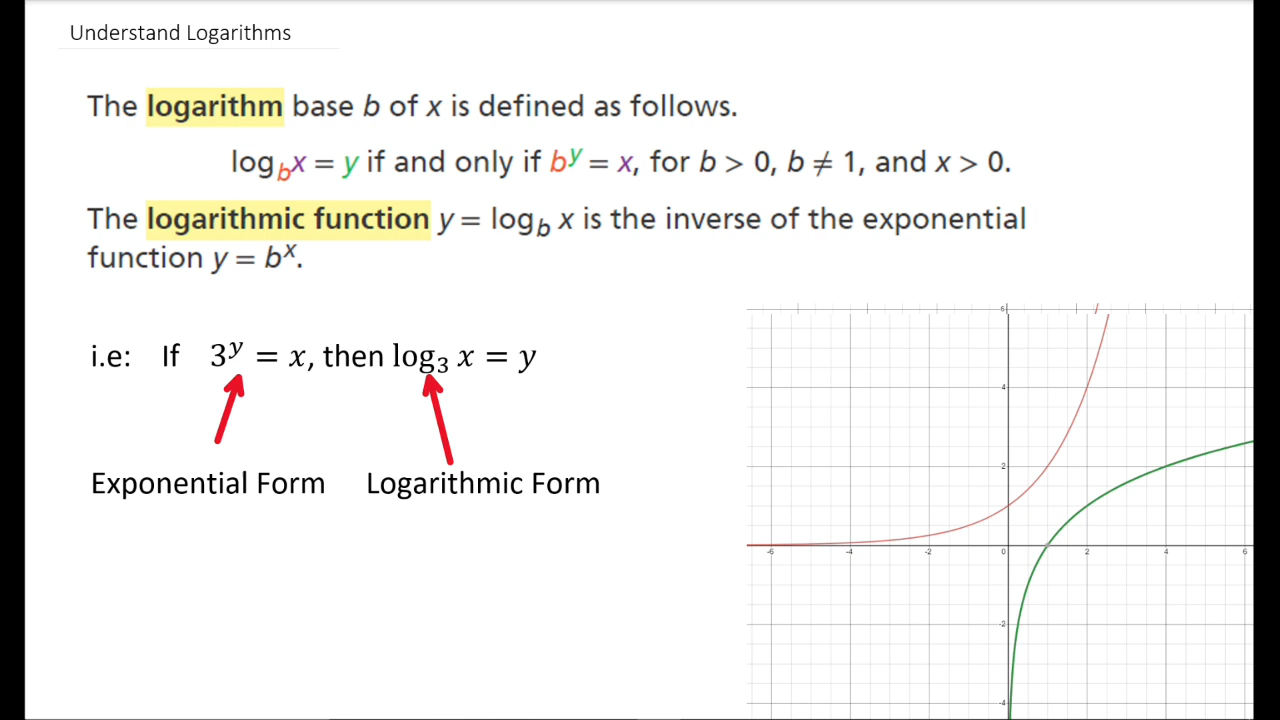 Understand Logarithms
The logarithm base b of x is defined as follows.
log_b x = y if and only if b^y = x, for b > 0, b ≠ 1, and x > 0.
The logarithmic function y = log_b x is the inverse of the exponential
function y = b^x.
i.e: If 3^y = x, then log_3 x = y
Exponential Form Logarithmic Form
6
4
2
-6 -4 -2 0 2 4 6
-2
-4